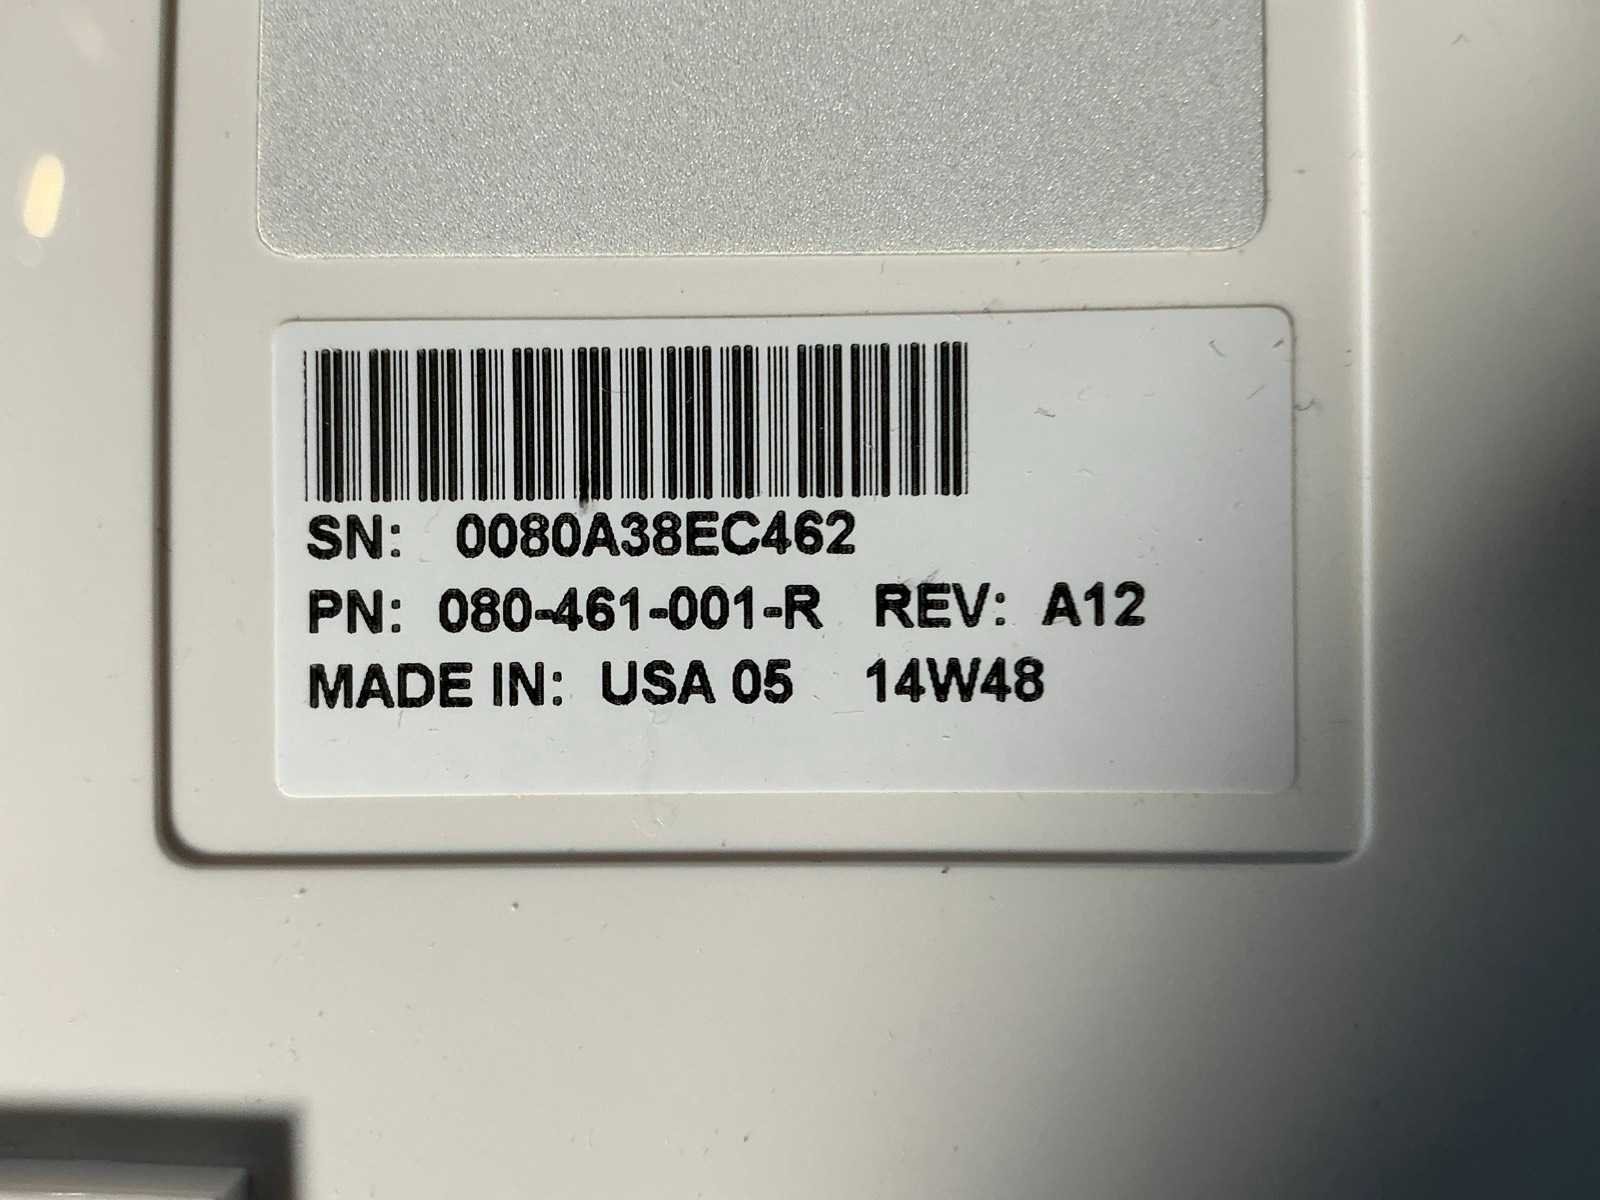 SN: 0080A38EC462
PN: 080-461-001-R REV: A12
MADE IN: USA 05 14W48